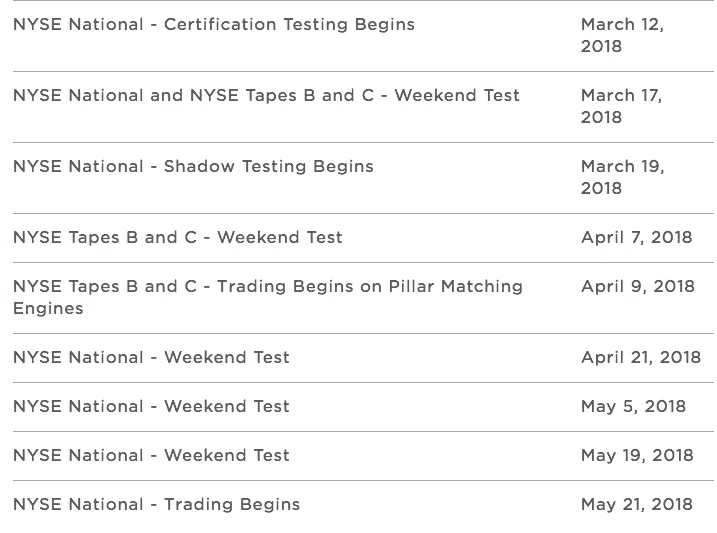 NYSE National - Certification Testing Begins
March 12,
2018
NYSE National and NYSE Tapes B and C - Weekend Test
March 17,
2018
NYSE National - Shadow Testing Begins
March 19,
2018
NYSE Tapes B and C - Weekend Test
April 7, 2018
NYSE Tapes B and C - Trading Begins on Pillar Matching
Engines
April 9, 2018
NYSE National - Weekend Test
April 21, 2018
NYSE National - Weekend Test
May 5, 2018
NYSE National - Weekend Test
May 19, 2018
NYSE National - Trading Begins
May 21, 2018